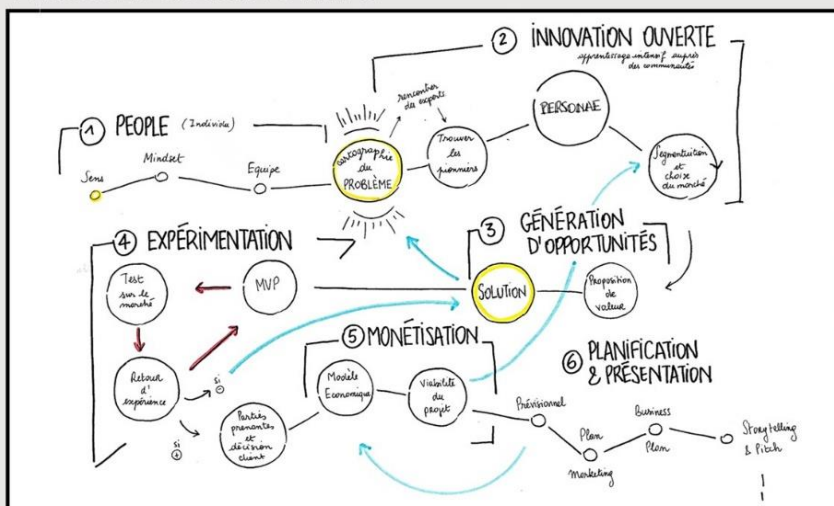 ② INNOVATION OUVERTE
apprentissage intensif auprès
des communautés
① PEOPLE (Individu)
Sens
Mindset
Equipe
Cartographie
du
PROBLÈME
rencontrer
des experts
Trouver
les
pionniers
PERSONAE
Segmentation
et
choix
du marché
③ GÉNÉRATION
D'OPPORTUNITÉS
SOLUTION
Proposition
de
valeur
④ EXPÉRIMENTATION
Test
sur le
marché
MVP
Retour
d'
expérience
si
⊖
si
⊕
⑤ MONÉTISATION
Parties
prenantes
et
décision
client
Modèle
Economique
Viabilité
du
projet
⑥ PLANIFICATION
& PRÉSENTATION
Prévisionnel
Plan
Marketing
Business
Plan
Storytelling
& Pitch